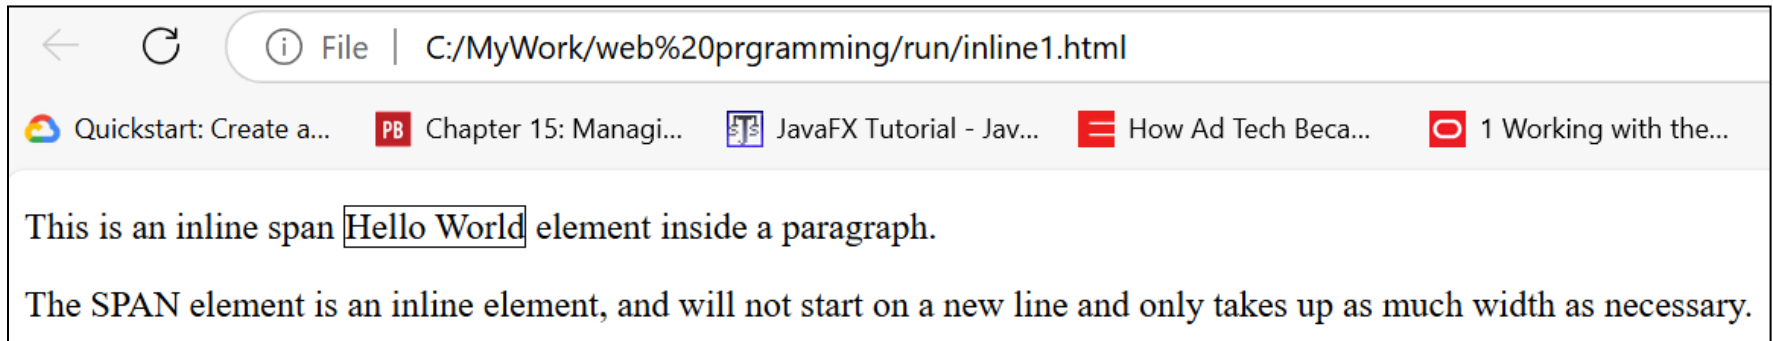 File | C:/MyWork/web%20prgramming/run/inline1.html
Quickstart: Create a... PB Chapter 15: Managi... JavaFX Tutorial - Jav... How Ad Tech Beca... 1 Working with the...
This is an inline span Hello World element inside a paragraph.
The SPAN element is an inline element, and will not start on a new line and only takes up as much width as necessary.